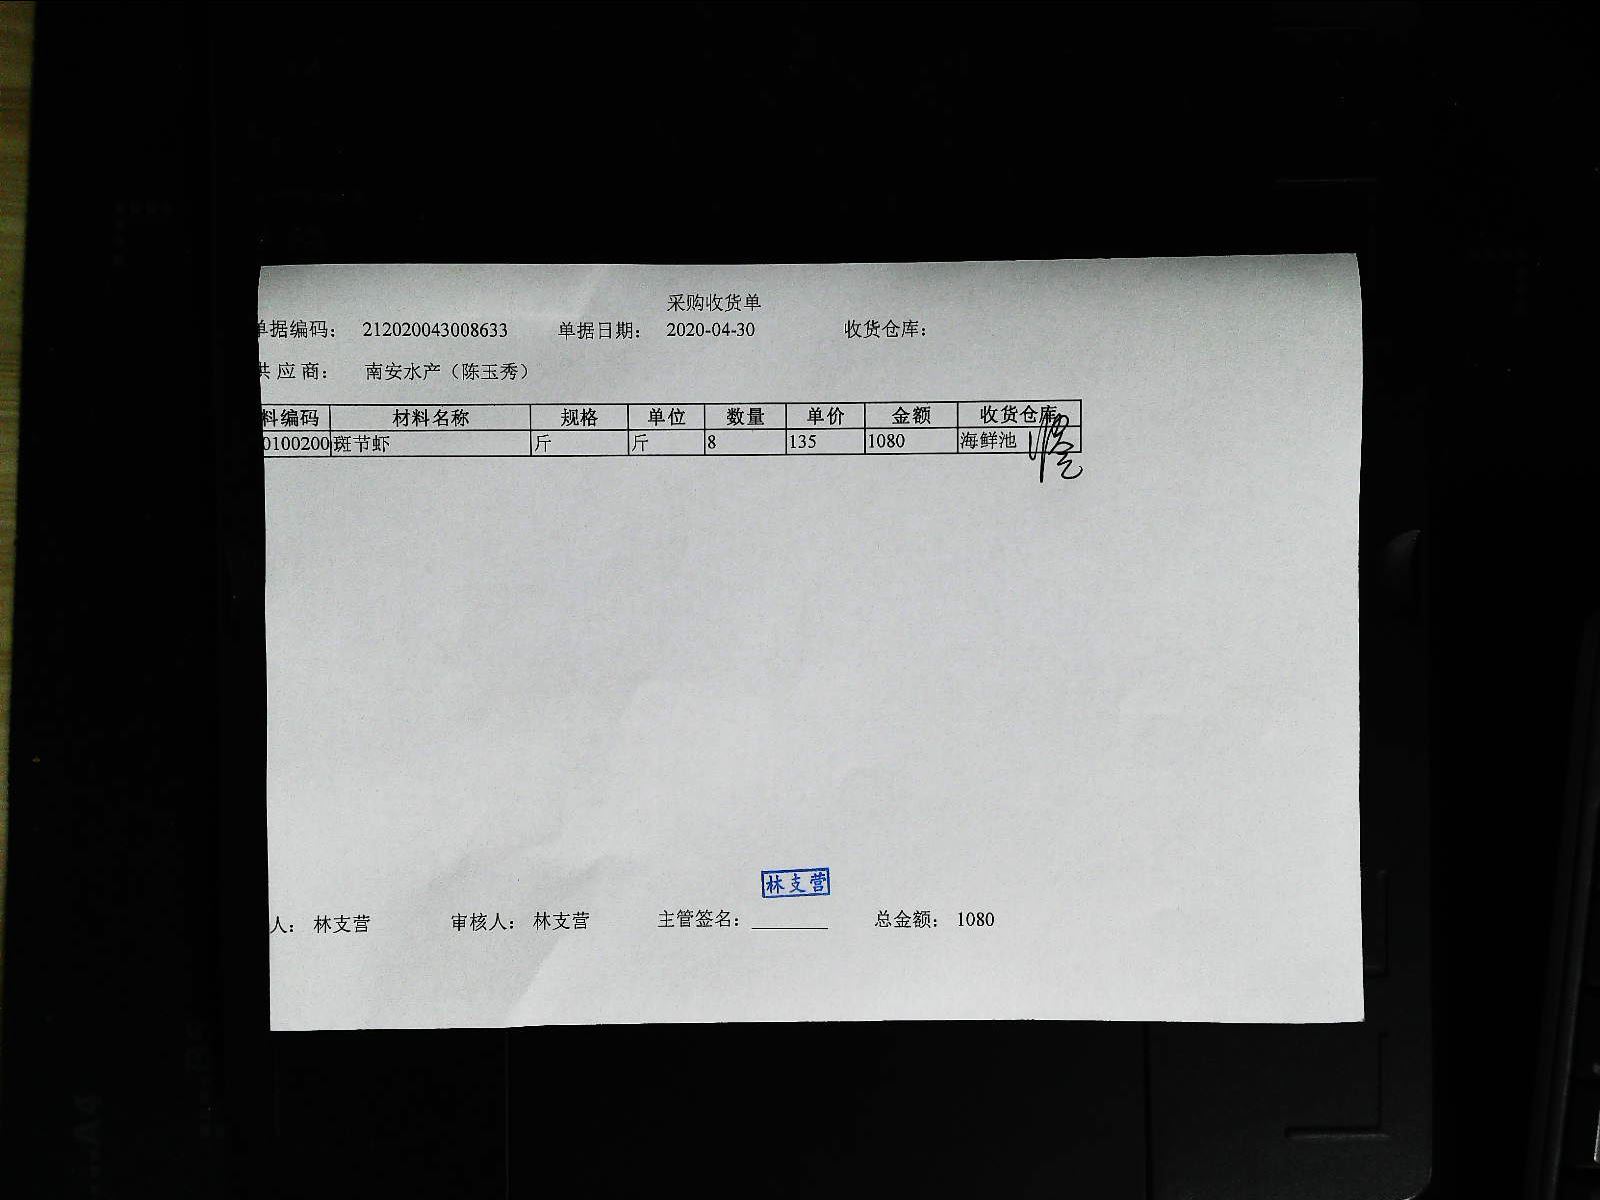 采购收货单
单据编码： 212020043008633 单据日期： 2020-04-30 收货仓库：
供应商： 南安水产（陈玉秀）
料编码 材料名称 规格 单位 数量 单价 金额 收货仓库
0100200 斑节虾 斤 斤 8 135 1080 海鲜池
林支营
人： 林支营 审核人： 林支营 主管签名： 总金额： 1080